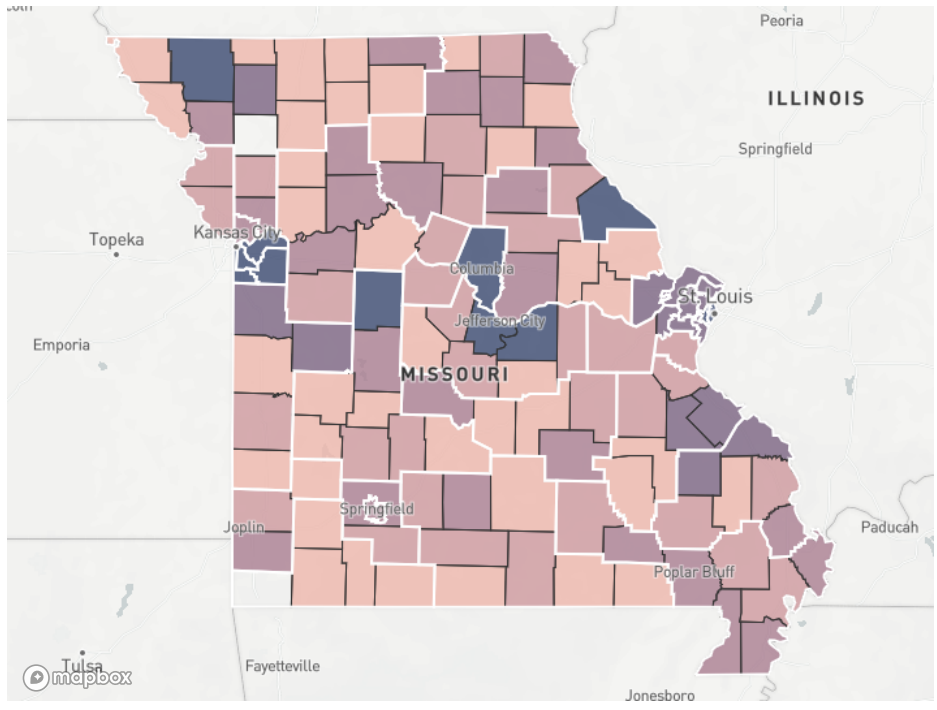 Peoria
ILLINOIS
Springfield
Topeka
Kansas City
Columbia
St. Louis
Jefferson City
Emporia
MISSOURI
Springfield
Joplin
Paducah
Poplar Bluff
Tulsa
Fayetteville
mapbox
Jonesboro